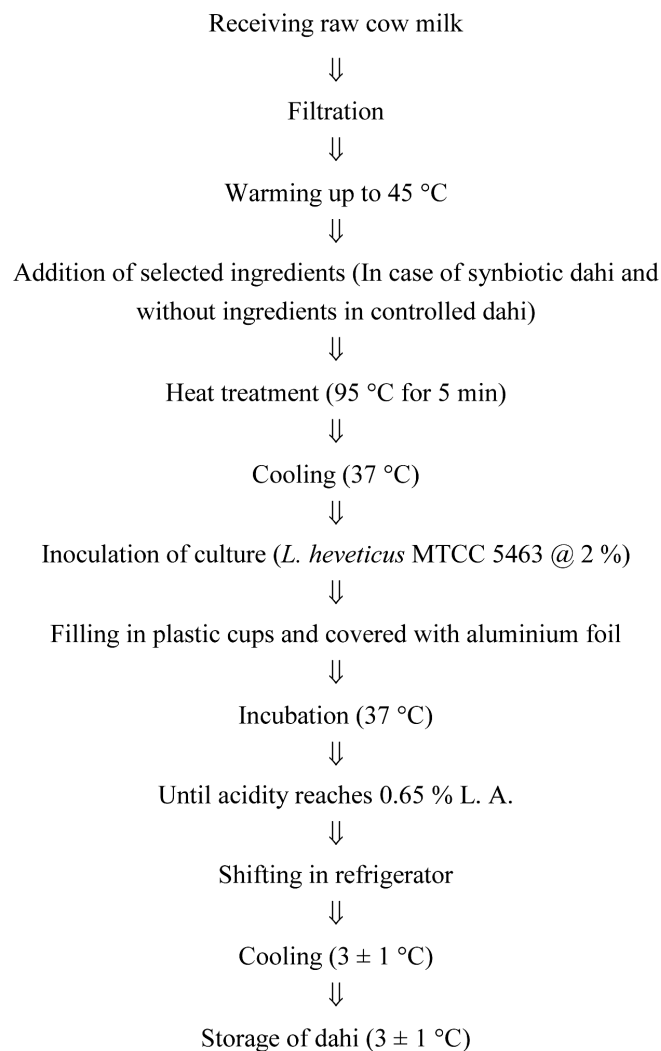 Receiving raw cow milk
⇓
Filtration
⇓
Warming up to 45 °C
⇓
Addition of selected ingredients (In case of synbiotic dahi and
without ingredients in controlled dahi)
⇓
Heat treatment (95 °C for 5 min)
⇓
Cooling (37 °C)
⇓
Inoculation of culture (L. heveticus MTCC 5463 @ 2 %)
⇓
Filling in plastic cups and covered with aluminium foil
⇓
Incubation (37 °C)
⇓
Until acidity reaches 0.65 % L. A.
⇓
Shifting in refrigerator
⇓
Cooling (3 ± 1 °C)
⇓
Storage of dahi (3 ± 1 °C)